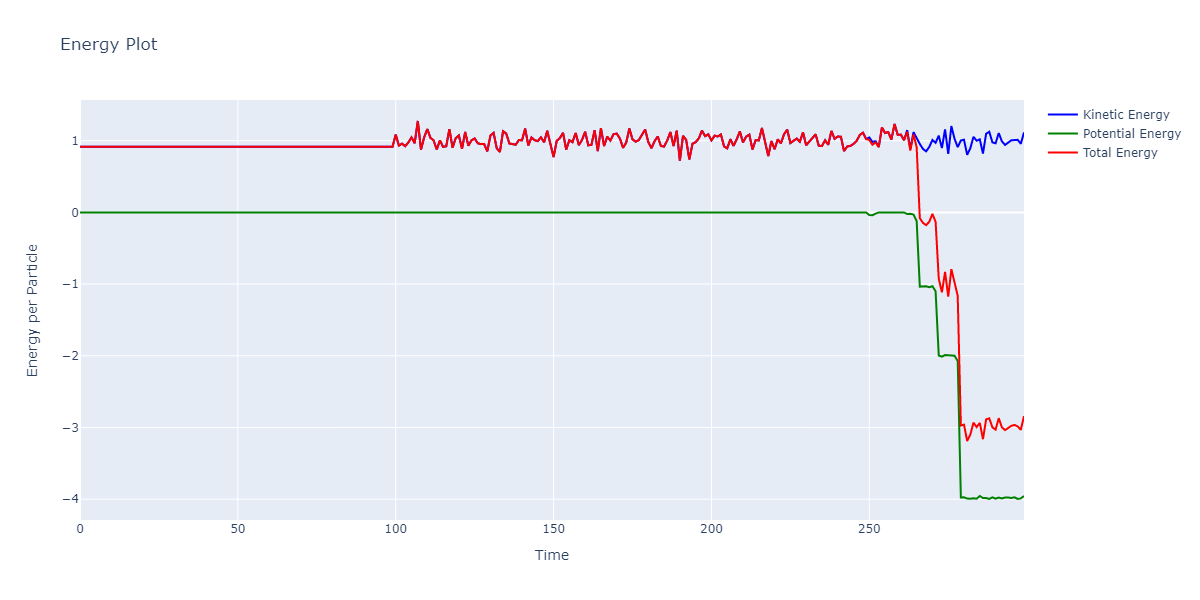 Energy Plot
Kinetic Energy
Potential Energy
Total Energy
Energy per Particle
1
0
−1
−2
−3
−4
0
50
100
150
200
250
Time